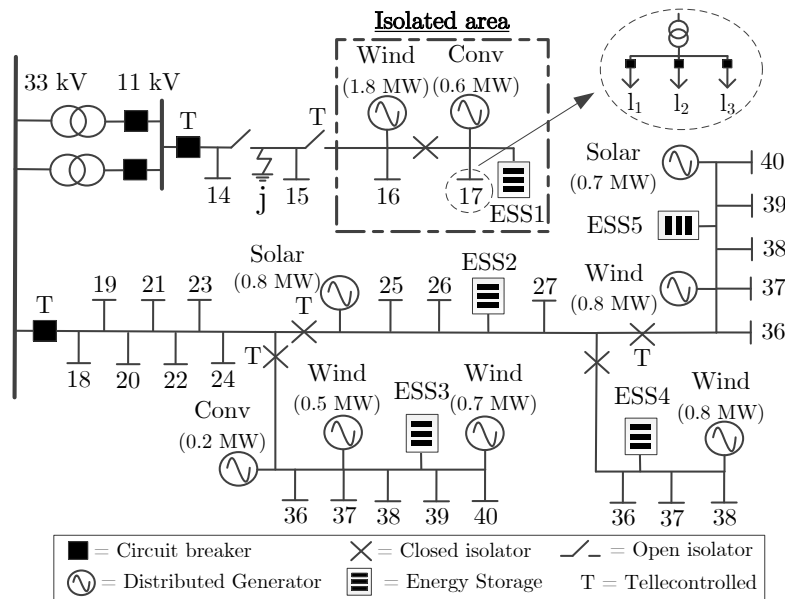 Isolated area
Wind
(1.8 MW)
Conv
(0.6 MW)
l1 l2 l3
33 kV 11 kV
T
T
14
j
15
16
17
ESS1
Solar
(0.7 MW)
40
ESS5
39
38
Wind
(0.8 MW)
37
36
T
Solar
(0.8 MW)
T
ESS2
19 21 23
25 26 27
T
18 20 22 24
T
Conv
(0.2 MW)
Wind
(0.5 MW)
ESS3
Wind
(0.7 MW)
36 37 38 39 40
ESS4
Wind
(0.8 MW)
36 37 38
= Circuit breaker = Closed isolator = Open isolator
= Distributed Generator = Energy Storage T = Tellecontrolled